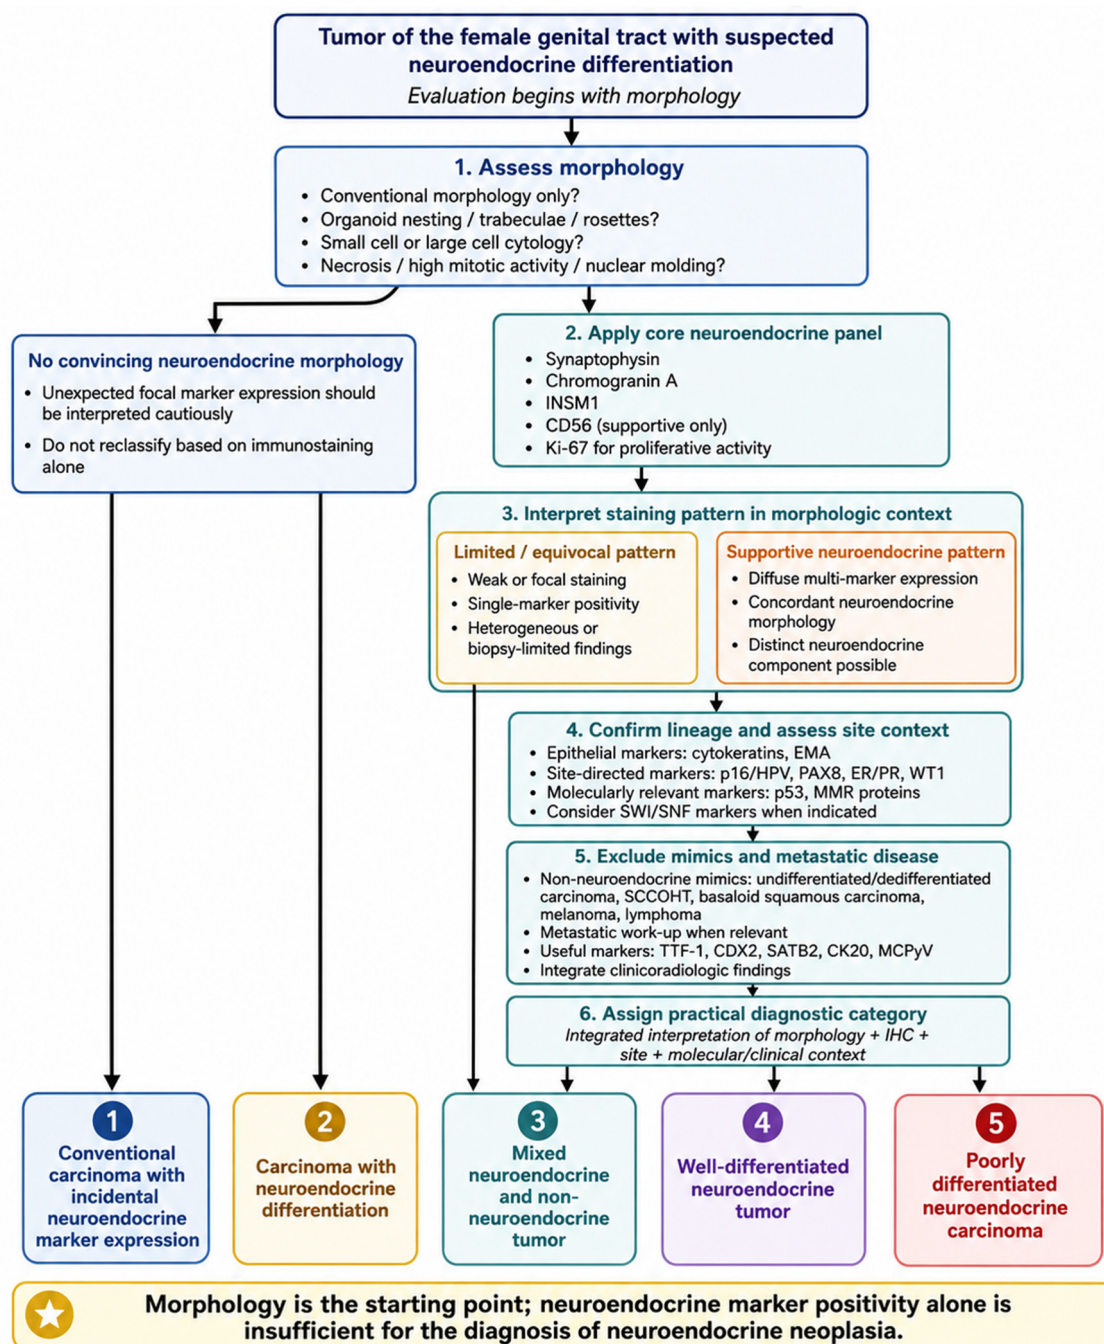 Tumor of the female genital tract with suspected
neuroendocrine differentiation
Evaluation begins with morphology
1. Assess morphology
• Conventional morphology only?
• Organoid nesting / trabeculae / rosettes?
• Small cell or large cell cytology?
• Necrosis / high mitotic activity / nuclear molding?
No convincing neuroendocrine morphology
• Unexpected focal marker expression should
be interpreted cautiously
• Do not reclassify based on immunostaining
alone
2. Apply core neuroendocrine panel
• Synaptophysin
• Chromogranin A
• INSM1
• CD56 (supportive only)
• Ki-67 for proliferative activity
3. Interpret staining pattern in morphologic context
Limited / equivocal pattern
• Weak or focal staining
• Single-marker positivity
• Heterogeneous or
biopsy-limited findings
Supportive neuroendocrine pattern
• Diffuse multi-marker expression
• Concordant neuroendocrine
morphology
• Distinct neuroendocrine
component possible
4. Confirm lineage and assess site context
• Epithelial markers: cytokeratins, EMA
• Site-directed markers: p16/HPV, PAX8, ER/PR, WT1
• Molecularly relevant markers: p53, MMR proteins
• Consider SWI/SNF markers when indicated
5. Exclude mimics and metastatic disease
• Non-neuroendocrine mimics: undifferentiated/dedifferentiated
carcinoma, SCCOHT, basaloid squamous carcinoma,
melanoma, lymphoma
• Metastatic work-up when relevant
• Useful markers: TTF-1, CDX2, SATB2, CK20, MCPyV
• Integrate clinicoradiologic findings
6. Assign practical diagnostic category
Integrated interpretation of morphology + IHC +
site + molecular/clinical context
1
Conventional
carcinoma with
incidental
neuroendocrine
marker expression
2
Carcinoma with
neuroendocrine
differentiation
3
Mixed
neuroendocrine
and non-
neuroendocrine
tumor
4
Well-differentiated
neuroendocrine
tumor
5
Poorly
differentiated
neuroendocrine
carcinoma
Morphology is the starting point; neuroendocrine marker positivity alone is
insufficient for the diagnosis of neuroendocrine neoplasia.